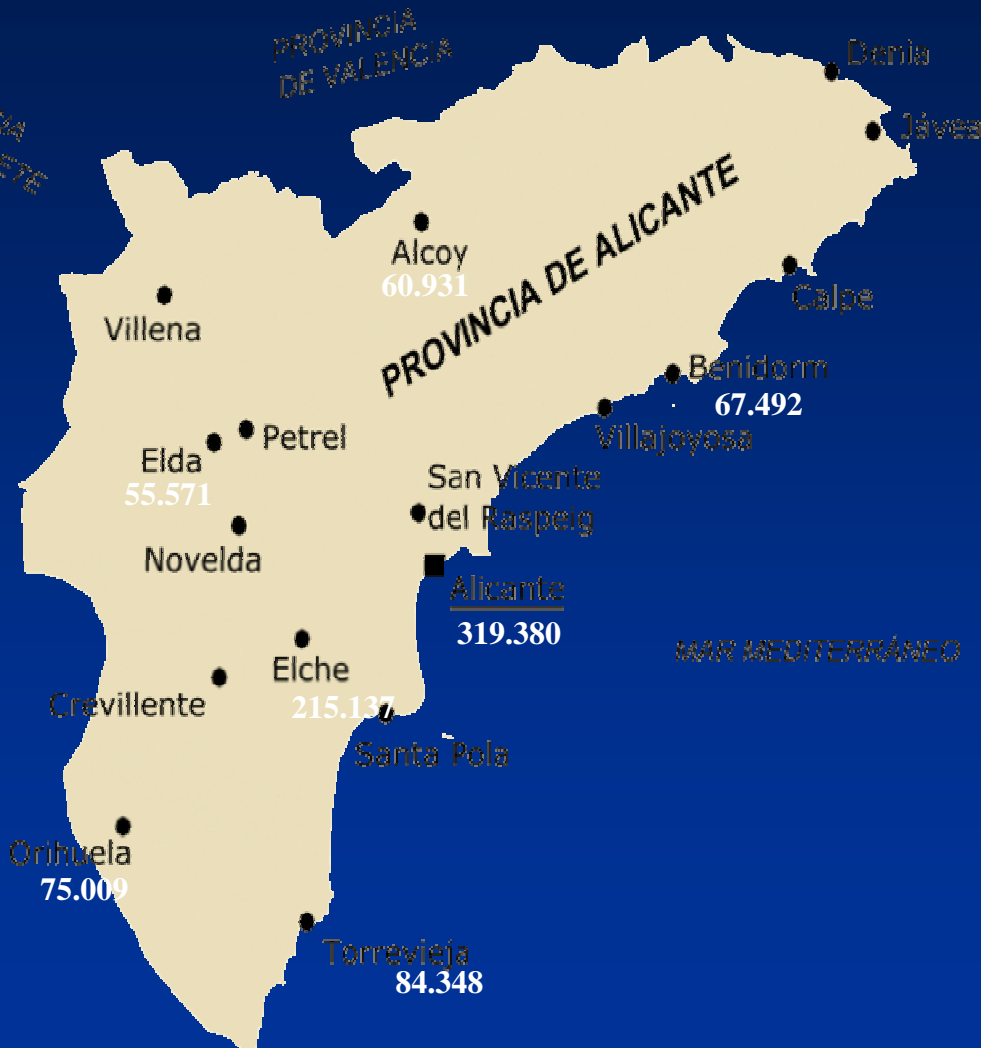 PROVINCIA
DE VALENCIA
Denia
Jávea
ETE
PROVINCIA DE ALICANTE
Alcoy
60.931
Villena
Calpe
Benidorm
67.492
Villajoyosa
Petrel
Elda
55.571
San Vicente
del Raspeig
Novelda
Alicante
319.380
MAR MEDITERRÁNEO
Elche
215.137
Crevillente
Santa Pola
Orihuela
75.009
Torrevieja
84.348